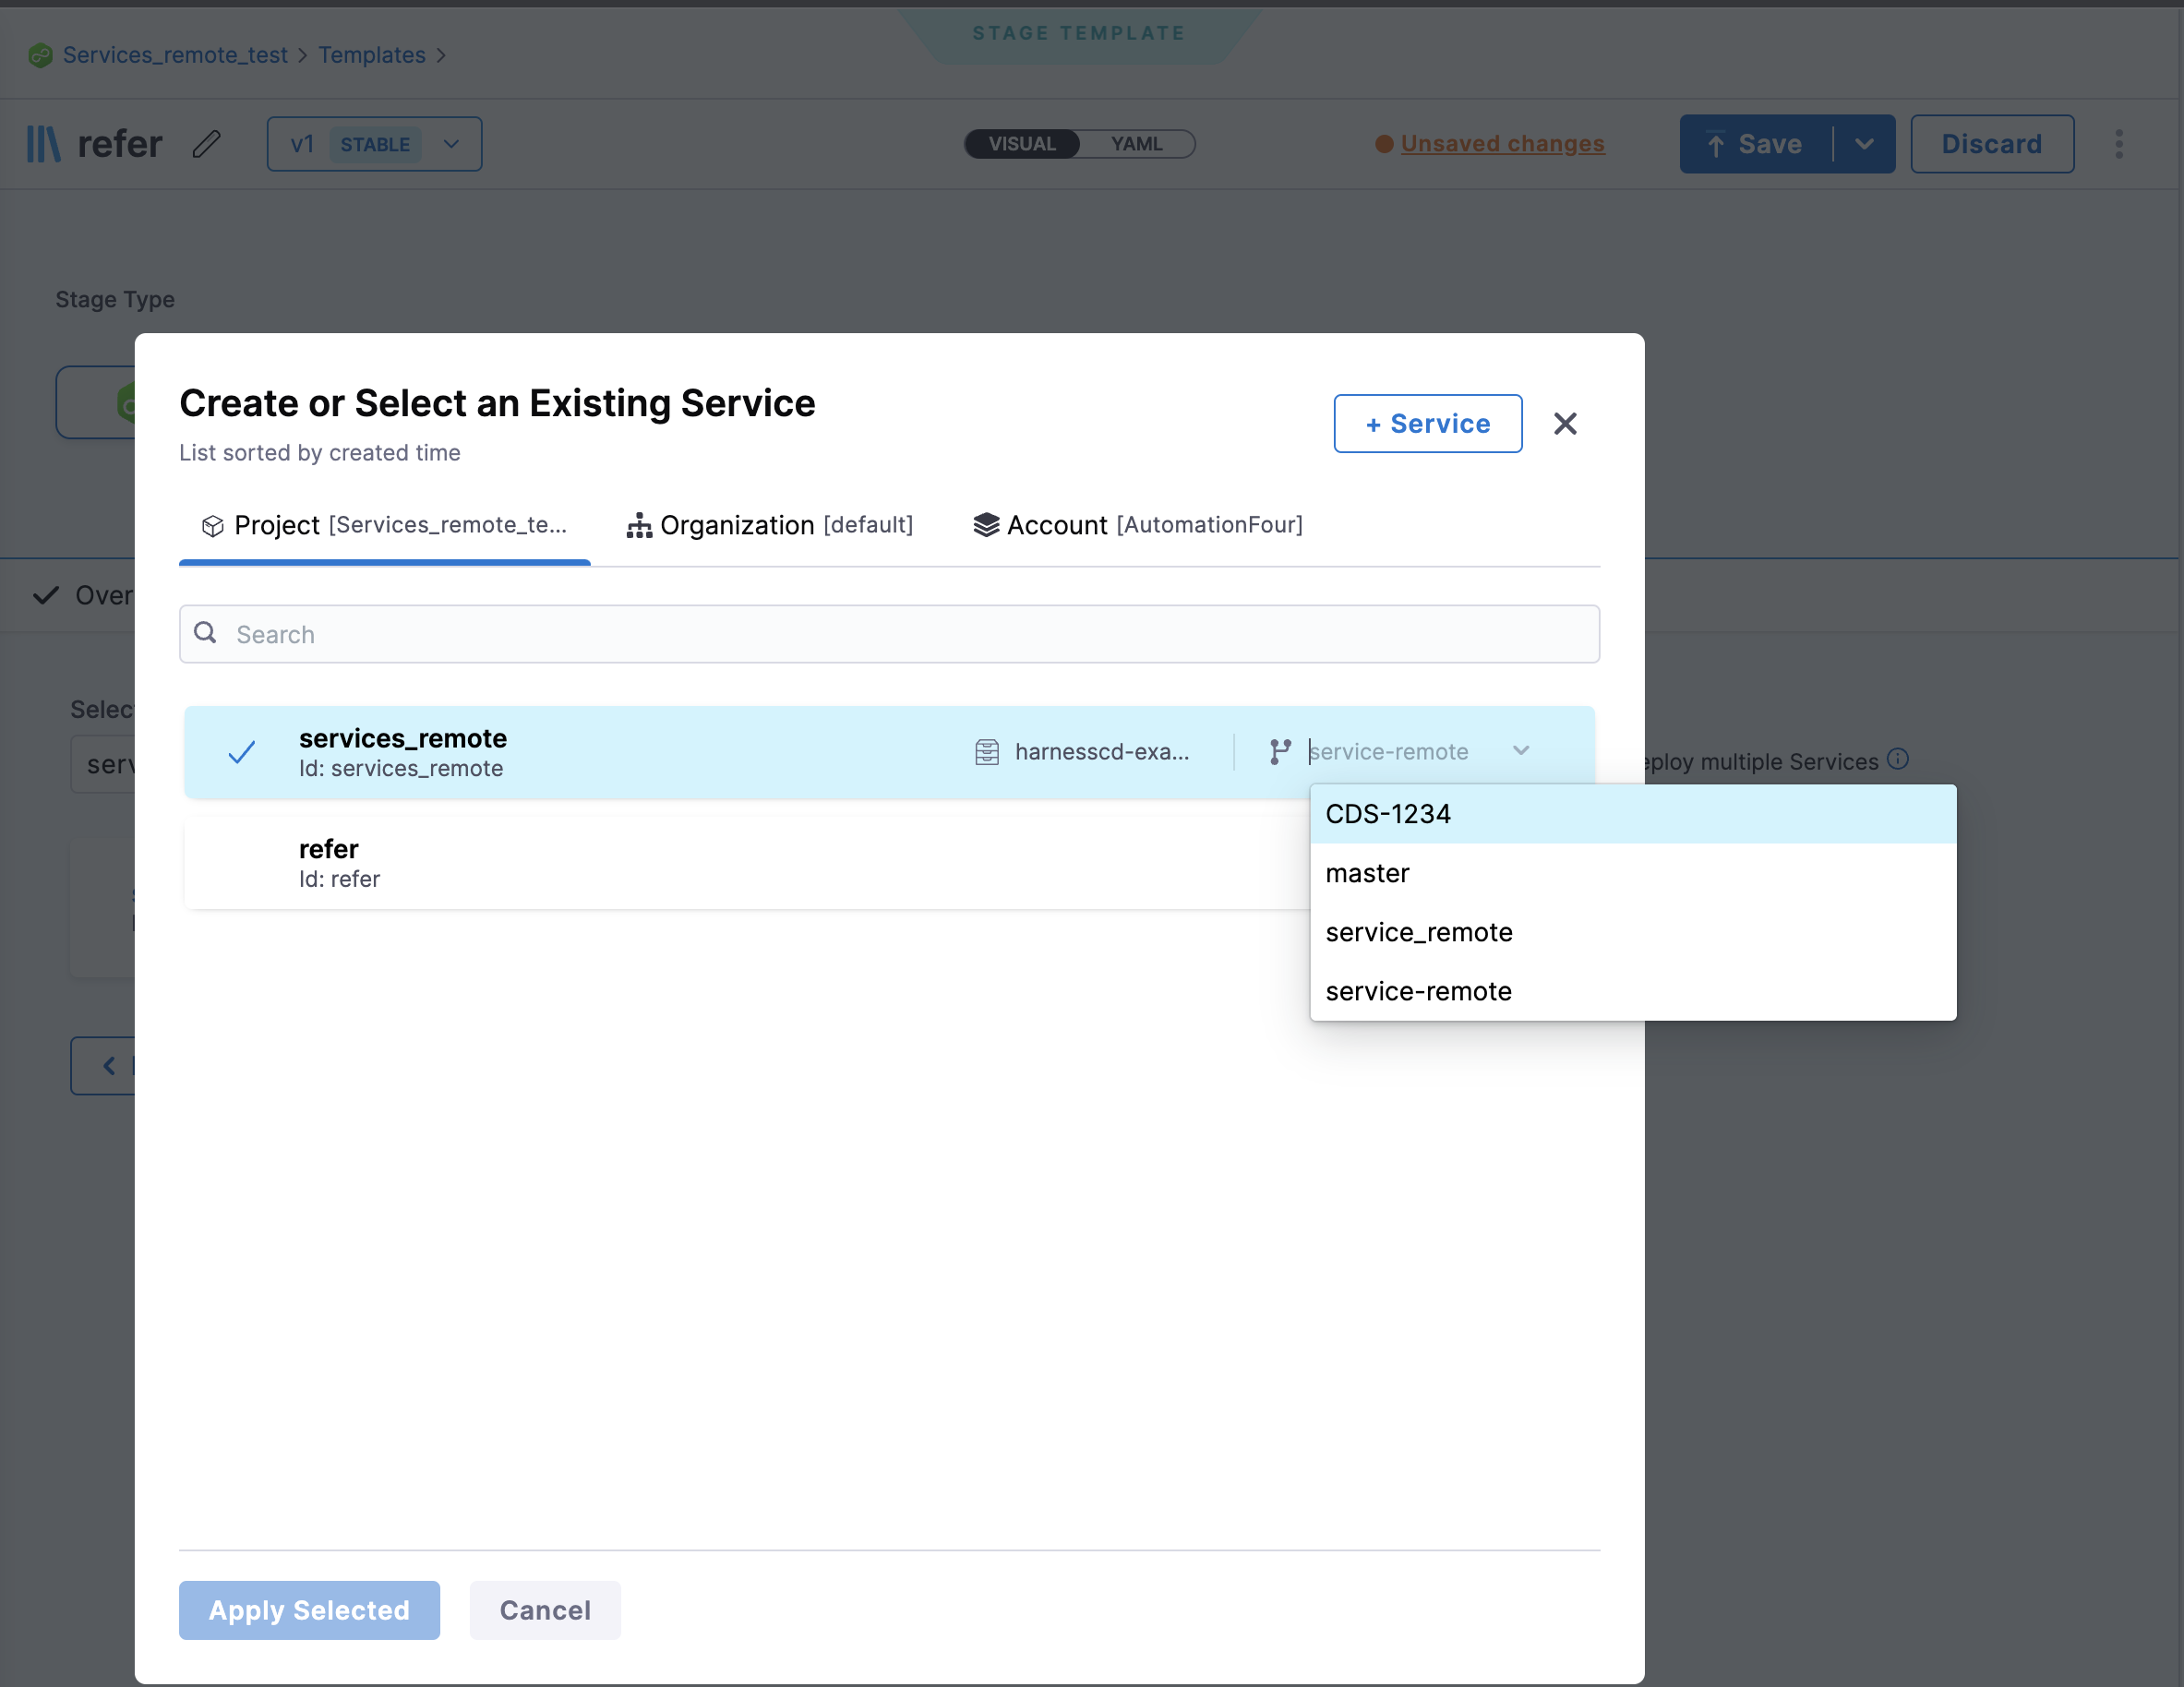 STAGE TEMPLATE
Services_remote_test > Templates >
refer
v1 STABLE
VISUAL YAML
Unsaved changes
Save
Discard
Stage Type
Create or Select an Existing Service
+ Service
List sorted by created time
Project [Services_remote_te...
Organization [default]
Account [AutomationFour]
Over
Search
Selec
serv
services_remote
Id: services_remote
harnesscd-exa...
service-remote
eploy multiple Services
CDS-1234
refer
Id: refer
master
service_remote
service-remote
Apply Selected
Cancel